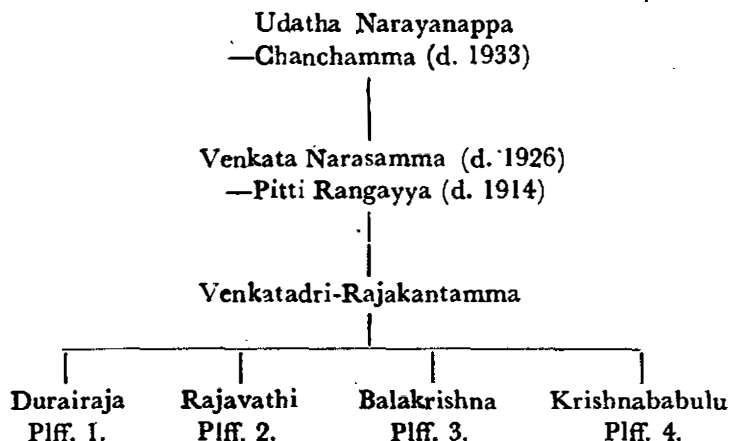 Udatha Narayanappa
—Chanchamma (d. 1933)
Venkata Narasamma (d. 1926)
—Pitti Rangayya (d. 1914)
Venkatadri-Rajakantamma
Durairaja Rajavathi Balakrishna Krishnababulu
Plff. 1. Plff. 2. Plff. 3. Plff. 4.